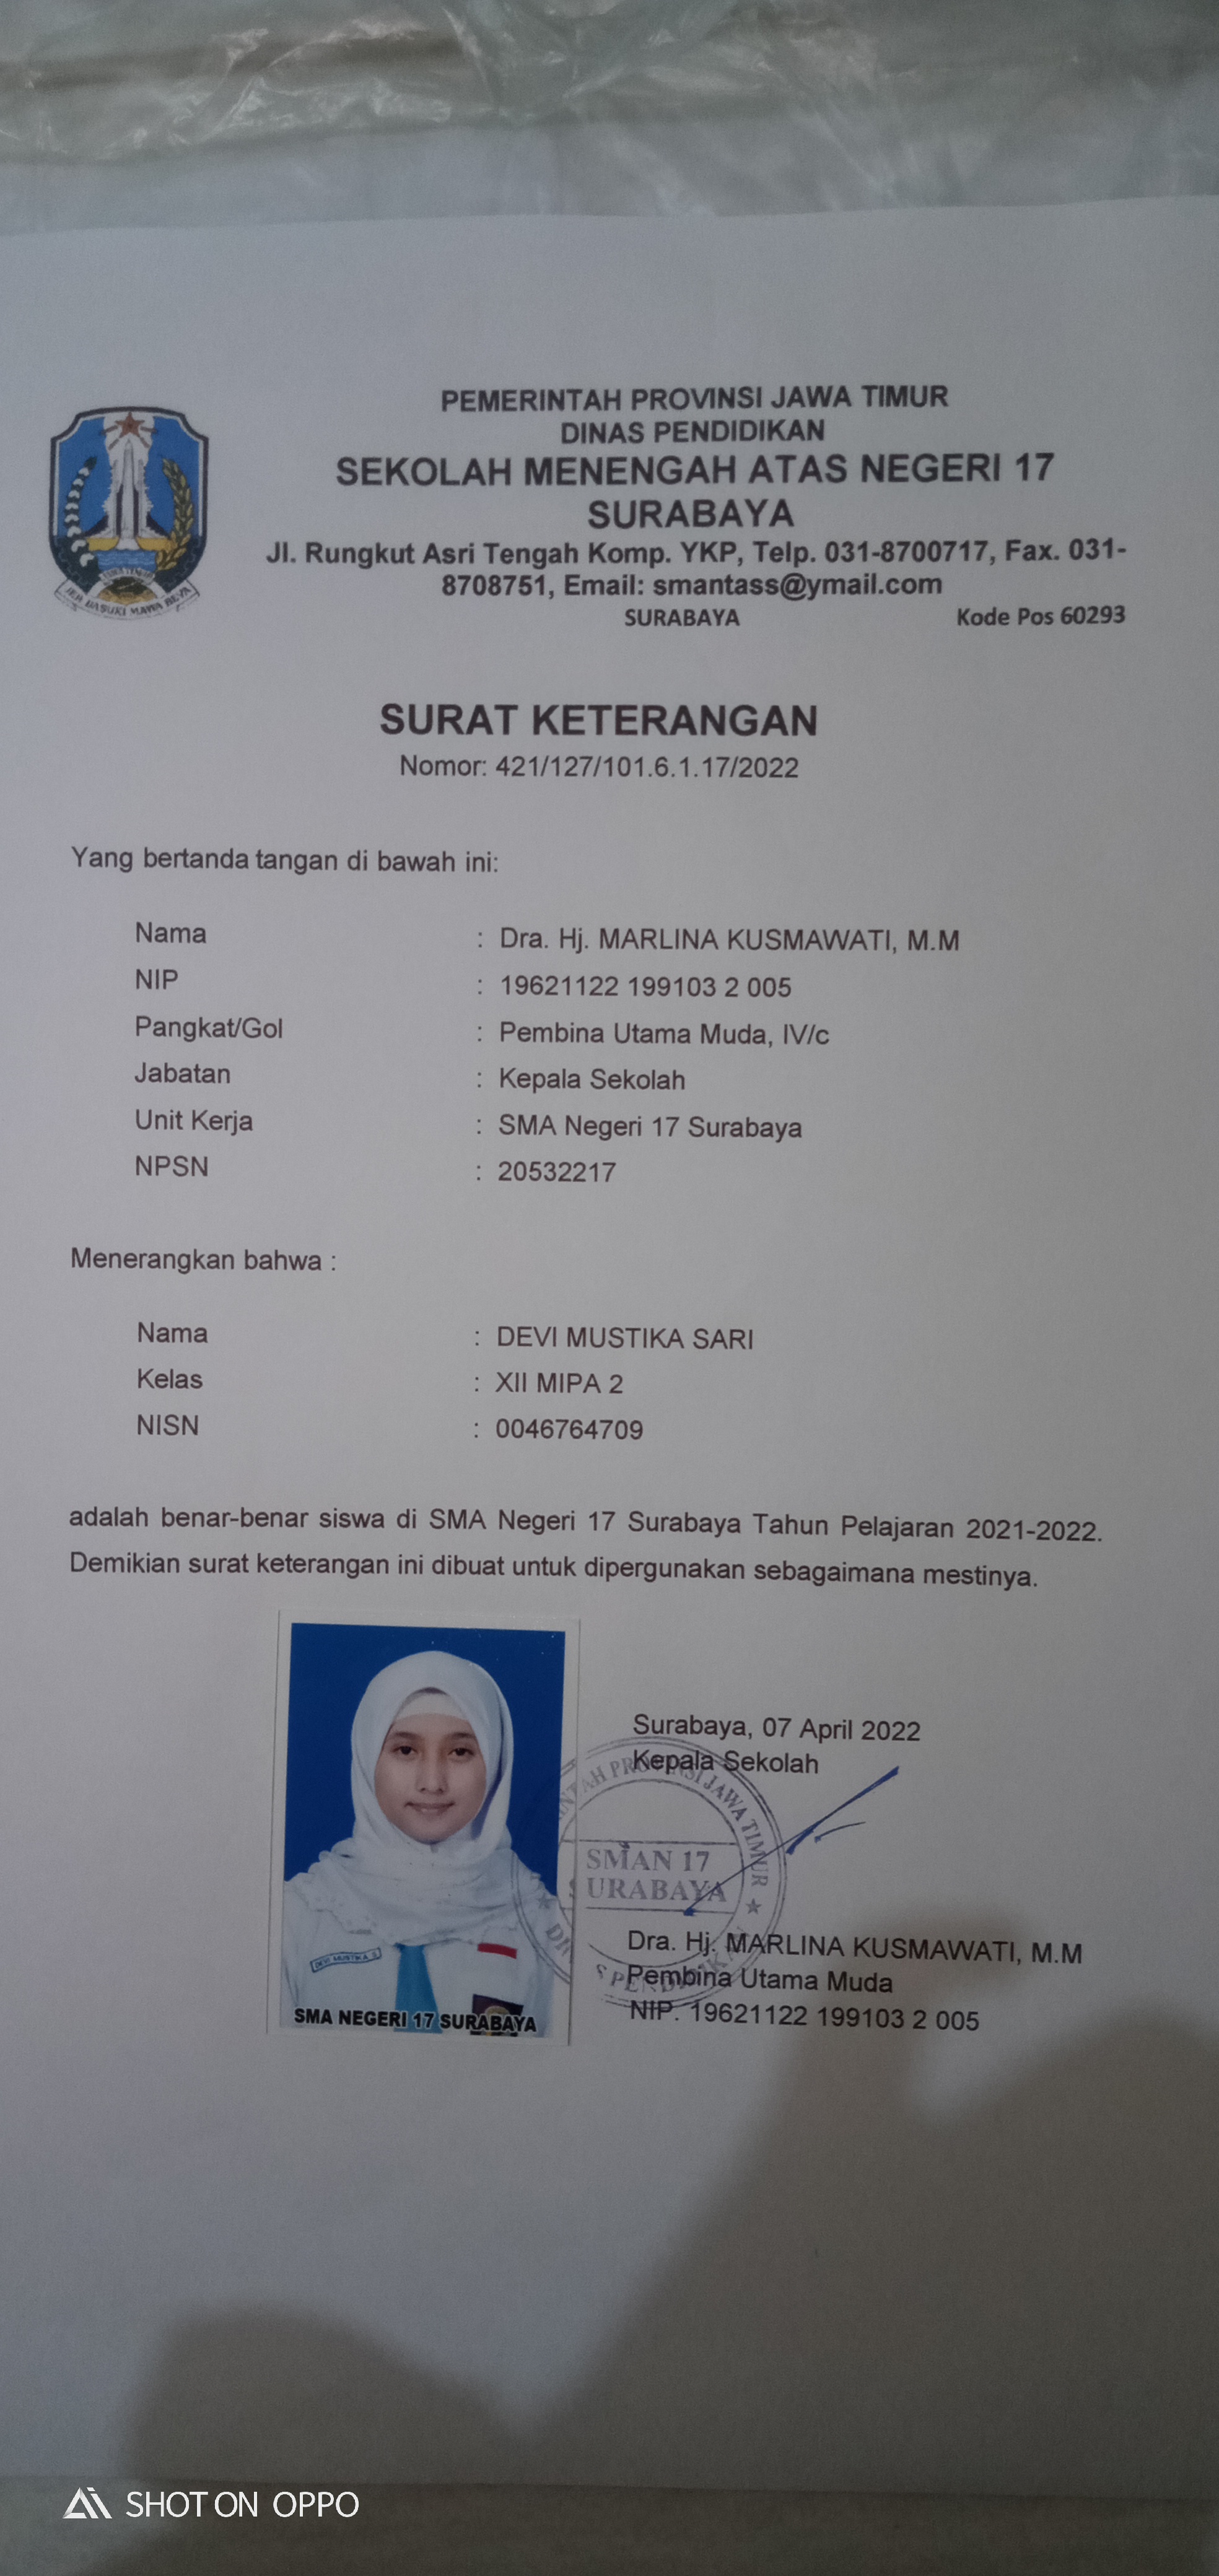 PEMERINTAH PROVINSI JAWA TIMUR
DINAS PENDIDIKAN
SEKOLAH MENENGAH ATAS NEGERI 17
SURABAYA
Jl. Rungkut Asri Tengah Komp. YKP, Telp. 031-8700717, Fax. 031-
8708751, Email: smantass@ymail.com
SURABAYA Kode Pos 60293
JER BASUKI MAWA BEYA
SURAT KETERANGAN
Nomor: 421/127/101.6.1.17/2022
Yang bertanda tangan di bawah ini:
Nama : Dra. Hj. MARLINA KUSMAWATI, M.M
NIP : 19621122 199103 2 005
Pangkat/Gol : Pembina Utama Muda, IV/c
Jabatan : Kepala Sekolah
Unit Kerja : SMA Negeri 17 Surabaya
NPSN : 20532217
Menerangkan bahwa :
Nama : DEVI MUSTIKA SARI
Kelas : XII MIPA 2
NISN : 0046764709
adalah benar-benar siswa di SMA Negeri 17 Surabaya Tahun Pelajaran 2021-2022.
Demikian surat keterangan ini dibuat untuk dipergunakan sebagaimana mestinya.
Surabaya, 07 April 2022
Kepala Sekolah
PROVINSI JAWA TIMUR
SMAN 17
SURABAYA
PENDIDIKAN
DEVI MUSTIKA S
SMA NEGERI 17 SURABAYA
Dra. Hj. MARLINA KUSMAWATI, M.M
Pembina Utama Muda
NIP. 19621122 199103 2 005
SHOT ON OPPO